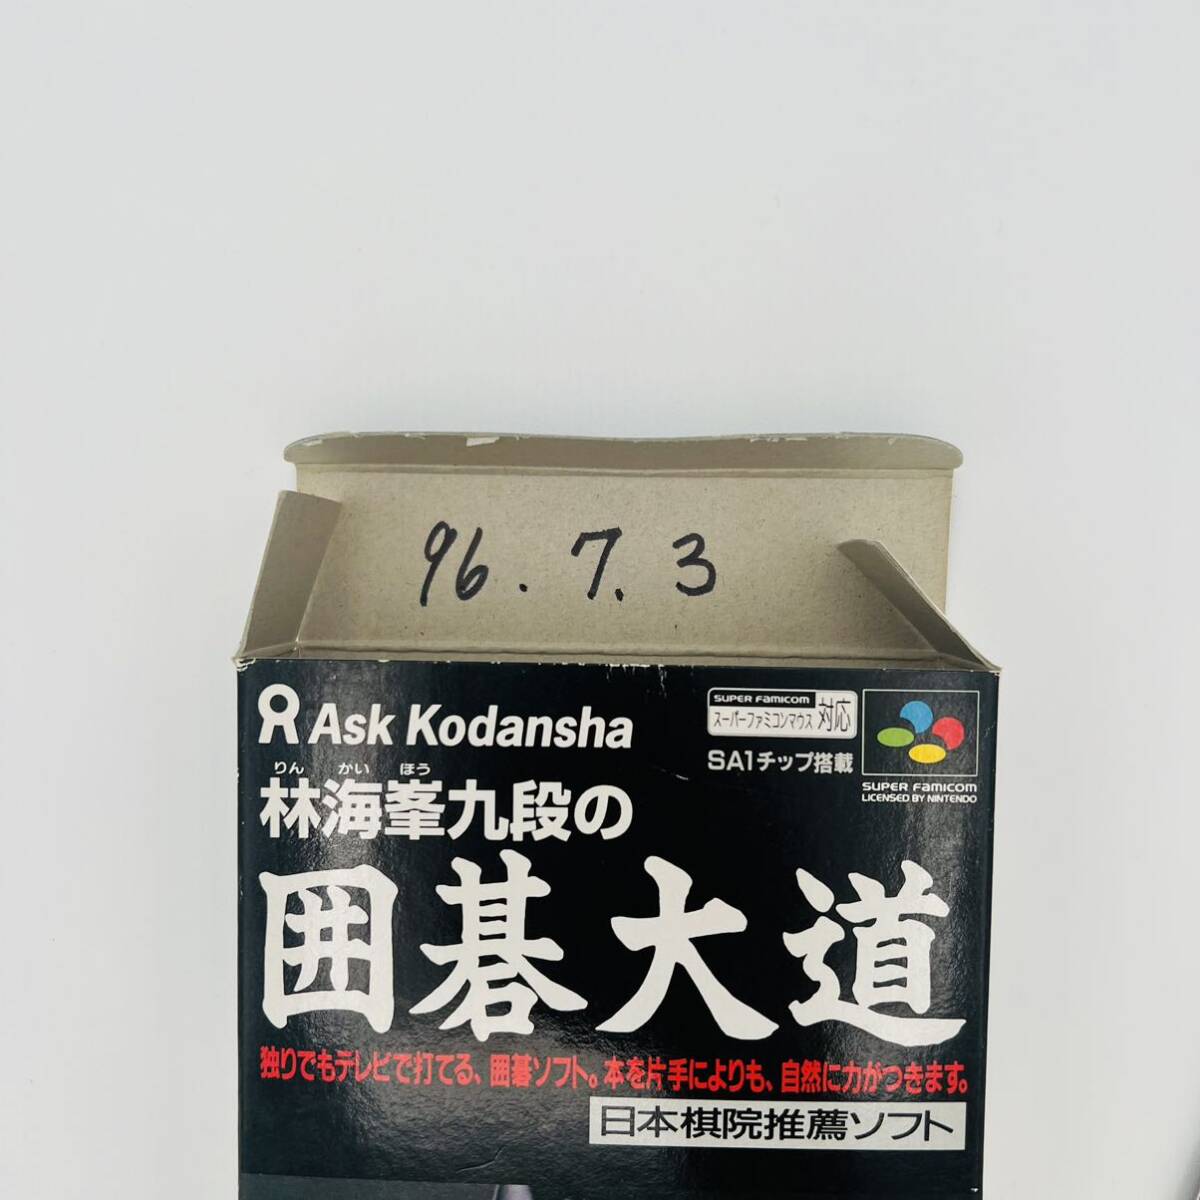 96.7.3
Ask Kodansha
SUPER FAMICOM
スーパーファミコンマウス 対応
SA1チップ搭載
SUPER FAMICOM
LICENSED BY NINTENDO
りん かい ほう
林海峯九段の
囲碁大道
独りでもテレビで打てる、囲碁ソフト。本を片手によりも、自然に力がつきます。
日本棋院推薦ソフト